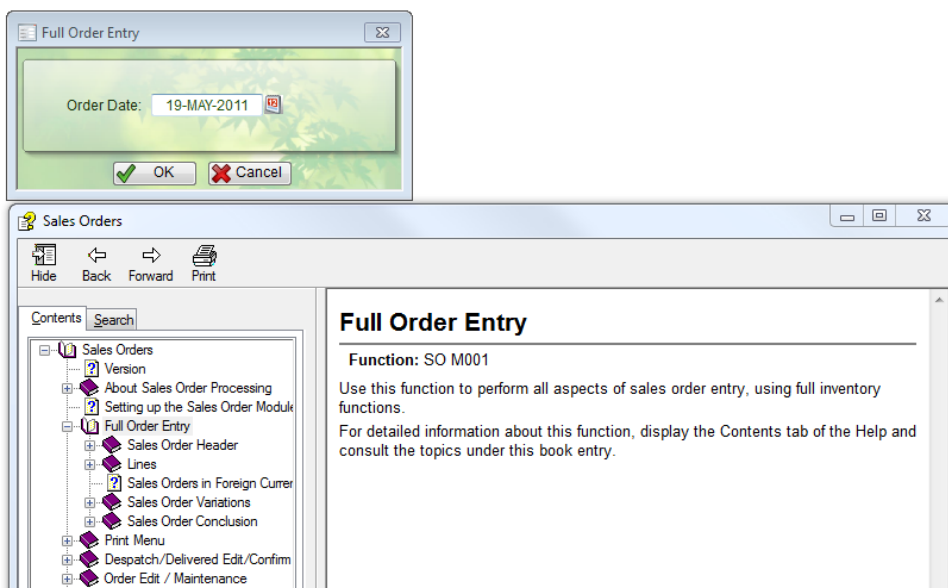 Full Order Entry
Order Date: 19-MAY-2011
OK Cancel
Sales Orders
Hide Back Forward Print
Contents Search
Sales Orders
Version
About Sales Order Processing
Setting up the Sales Order Module
Full Order Entry
Sales Order Header
Lines
Sales Orders in Foreign Curren
Sales Order Variations
Sales Order Conclusion
Print Menu
Despatch/Delivered Edit/Confirm
Order Edit / Maintenance
Full Order Entry
Function: SO M001
Use this function to perform all aspects of sales order entry, using full inventory
functions.
For detailed information about this function, display the Contents tab of the Help and
consult the topics under this book entry.